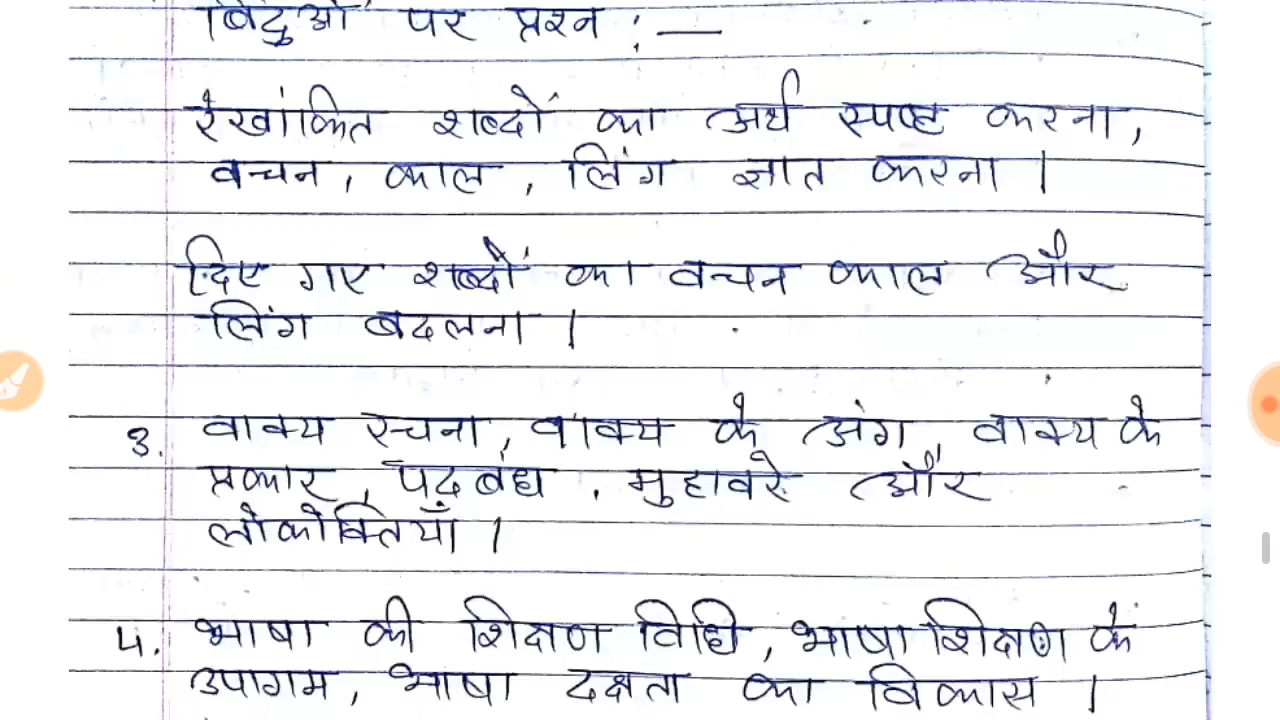 बिंदुओं पर प्रश्न :—
रेखांकित शब्दों का अर्थ स्पष्ट करना,
वचन, काल, लिंग ज्ञात करना।
दिए गए शब्दों का वचन काल और
लिंग बदलना।
3. वाक्य रचना, वाक्य के अंग, वाक्य के
प्रकार, पदबंध, मुहावरे और
लोकोक्तियाँ।
4. भाषा की शिक्षण विधि, भाषा शिक्षण के
उपागम, भाषा दक्षता का विकास।